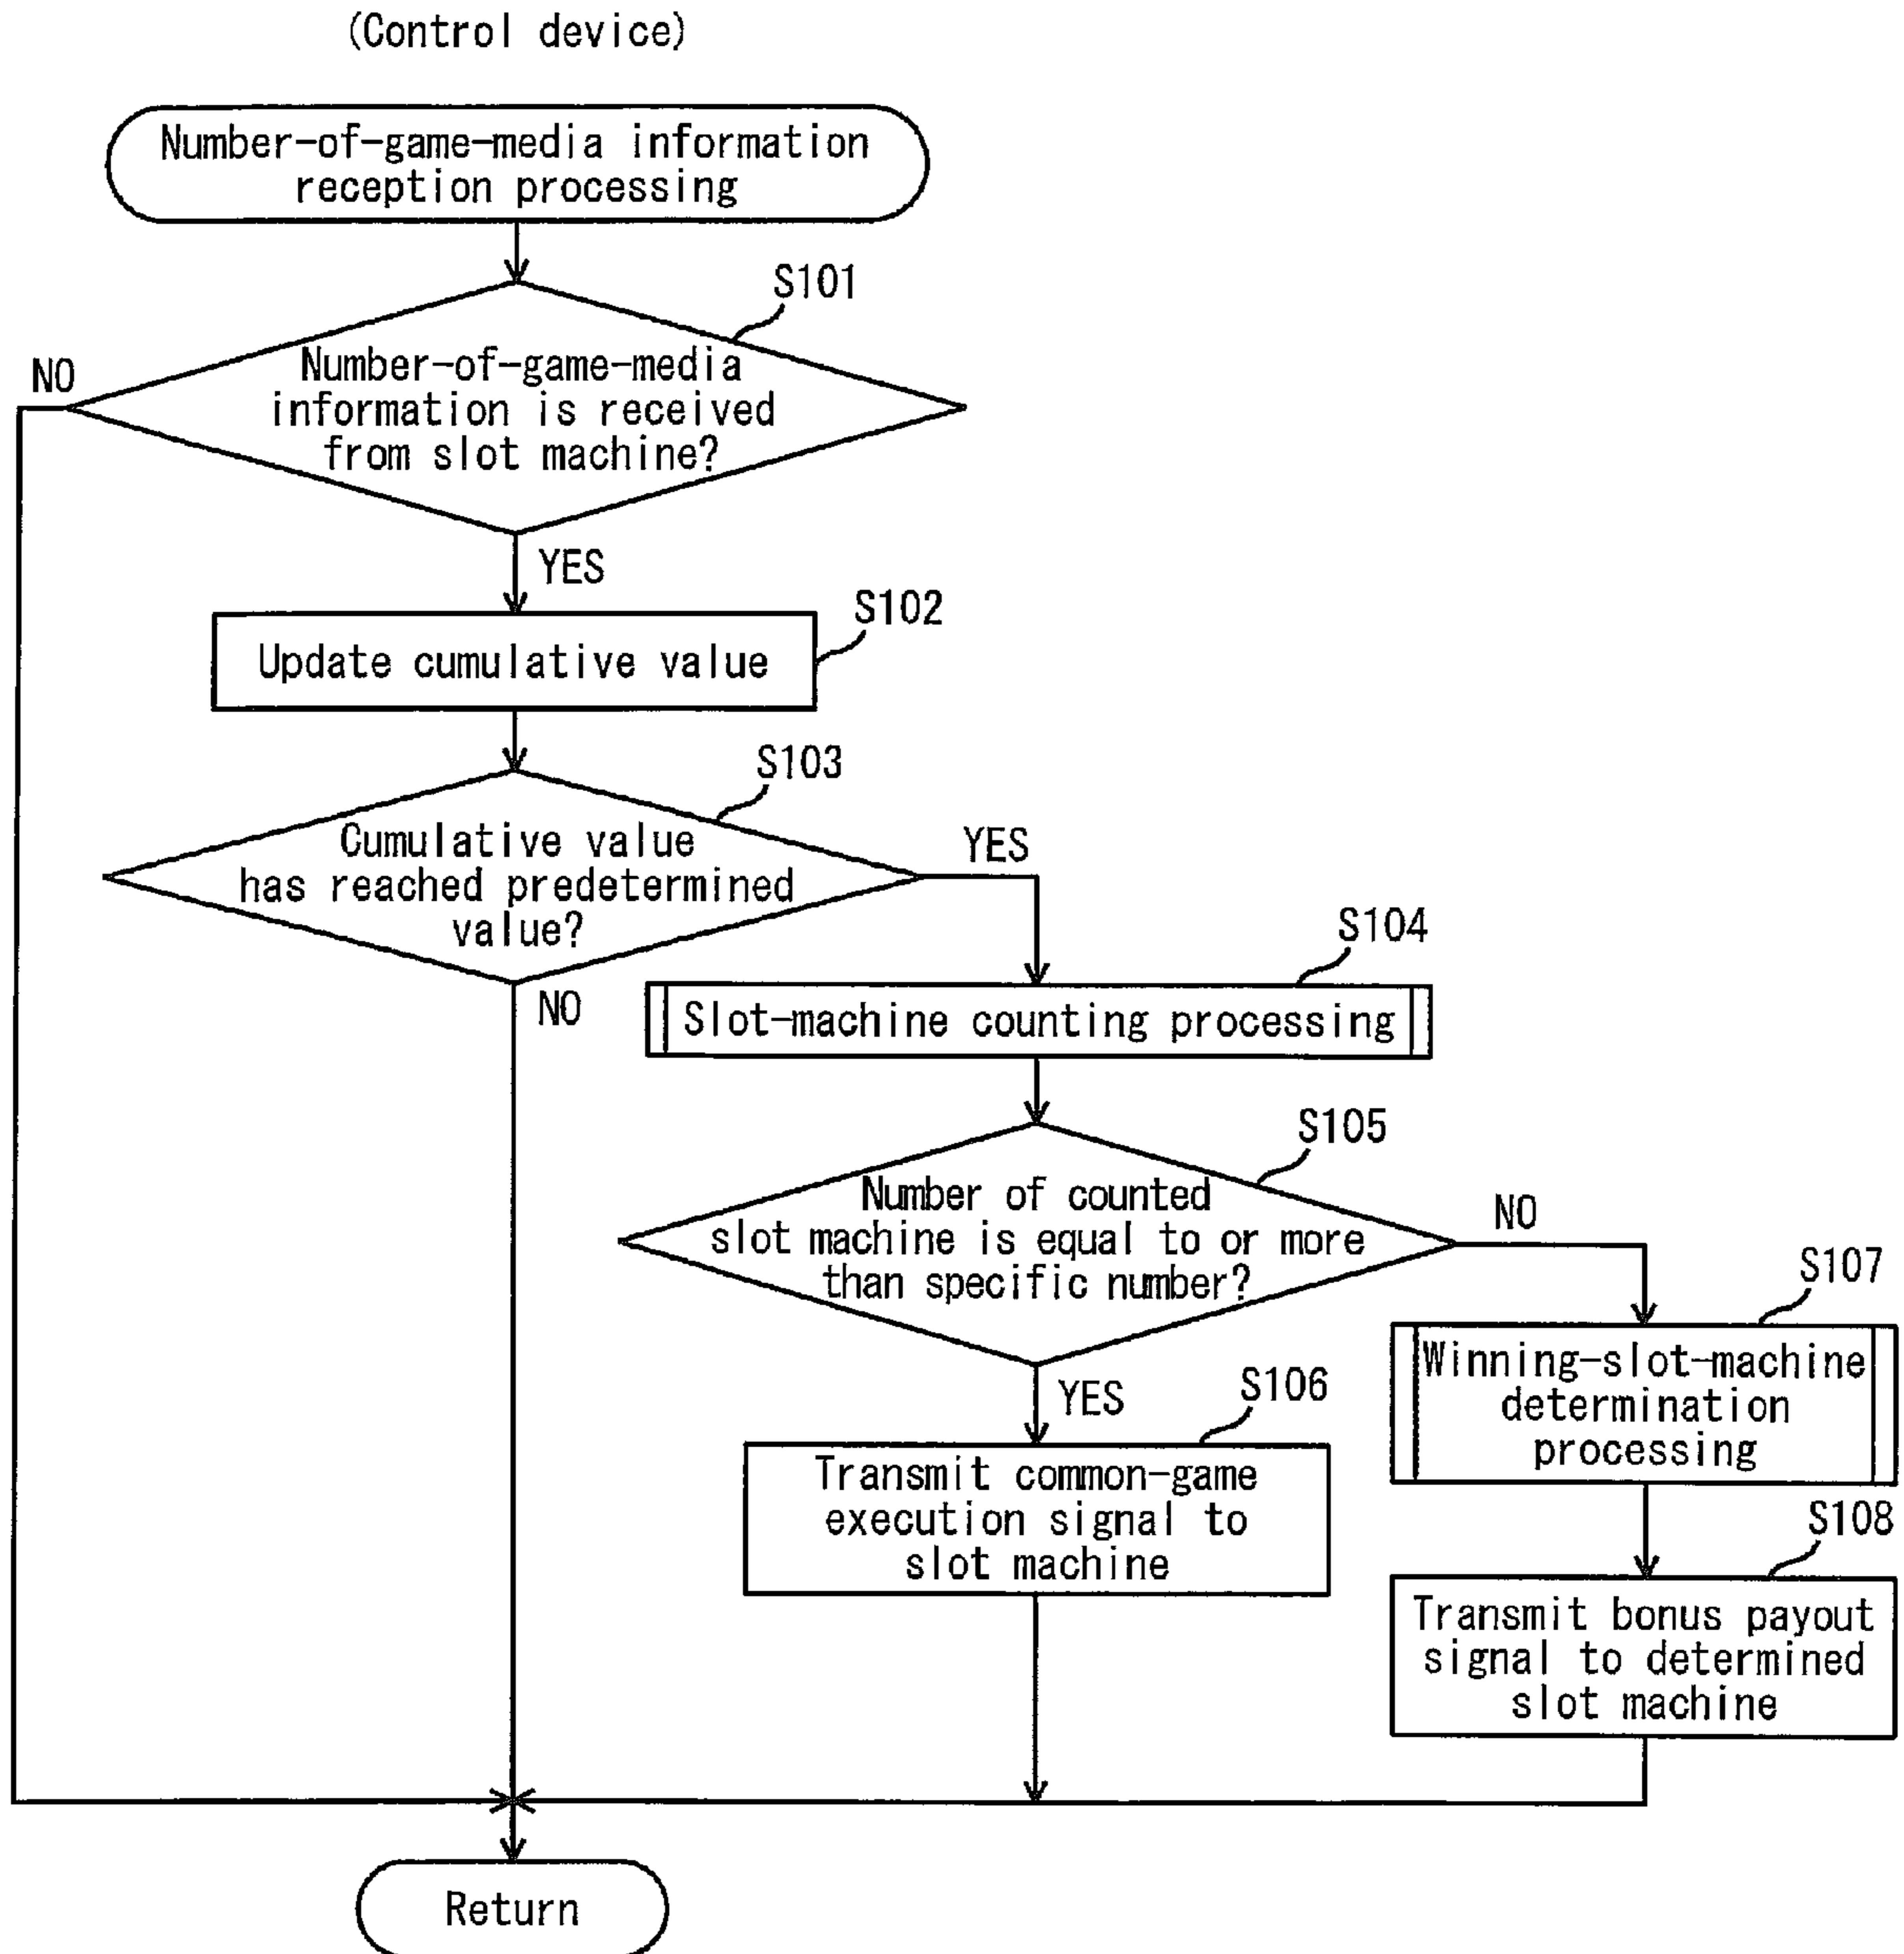 (Control device)
Number-of-game-media information
reception processing
S101
NO
Number-of-game-media
information is received
from slot machine?
YES
S102
Update cumulative value
S103
Cumulative value
has reached predetermined
value?
YES
NO
S104
Slot-machine counting processing
S105
Number of counted
slot machine is equal to or more
than specific number?
NO
YES
S106
Transmit common-game
execution signal to
slot machine
S107
Winning-slot-machine
determination
processing
S108
Transmit bonus payout
signal to determined
slot machine
Return